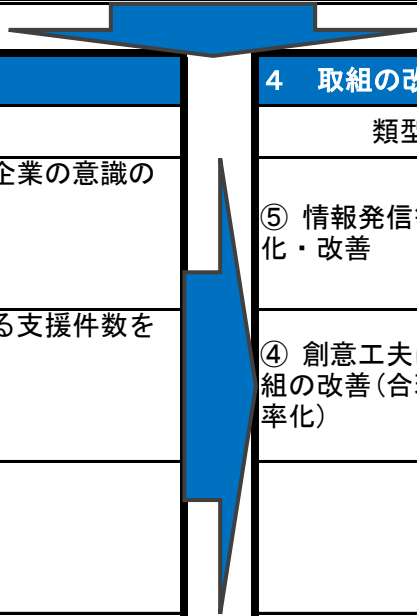 企業の意識の
る支援件数を
4 取組の改
類型
⑤ 情報発信
化・改善
④ 創意工夫
組の改善(合
率化)